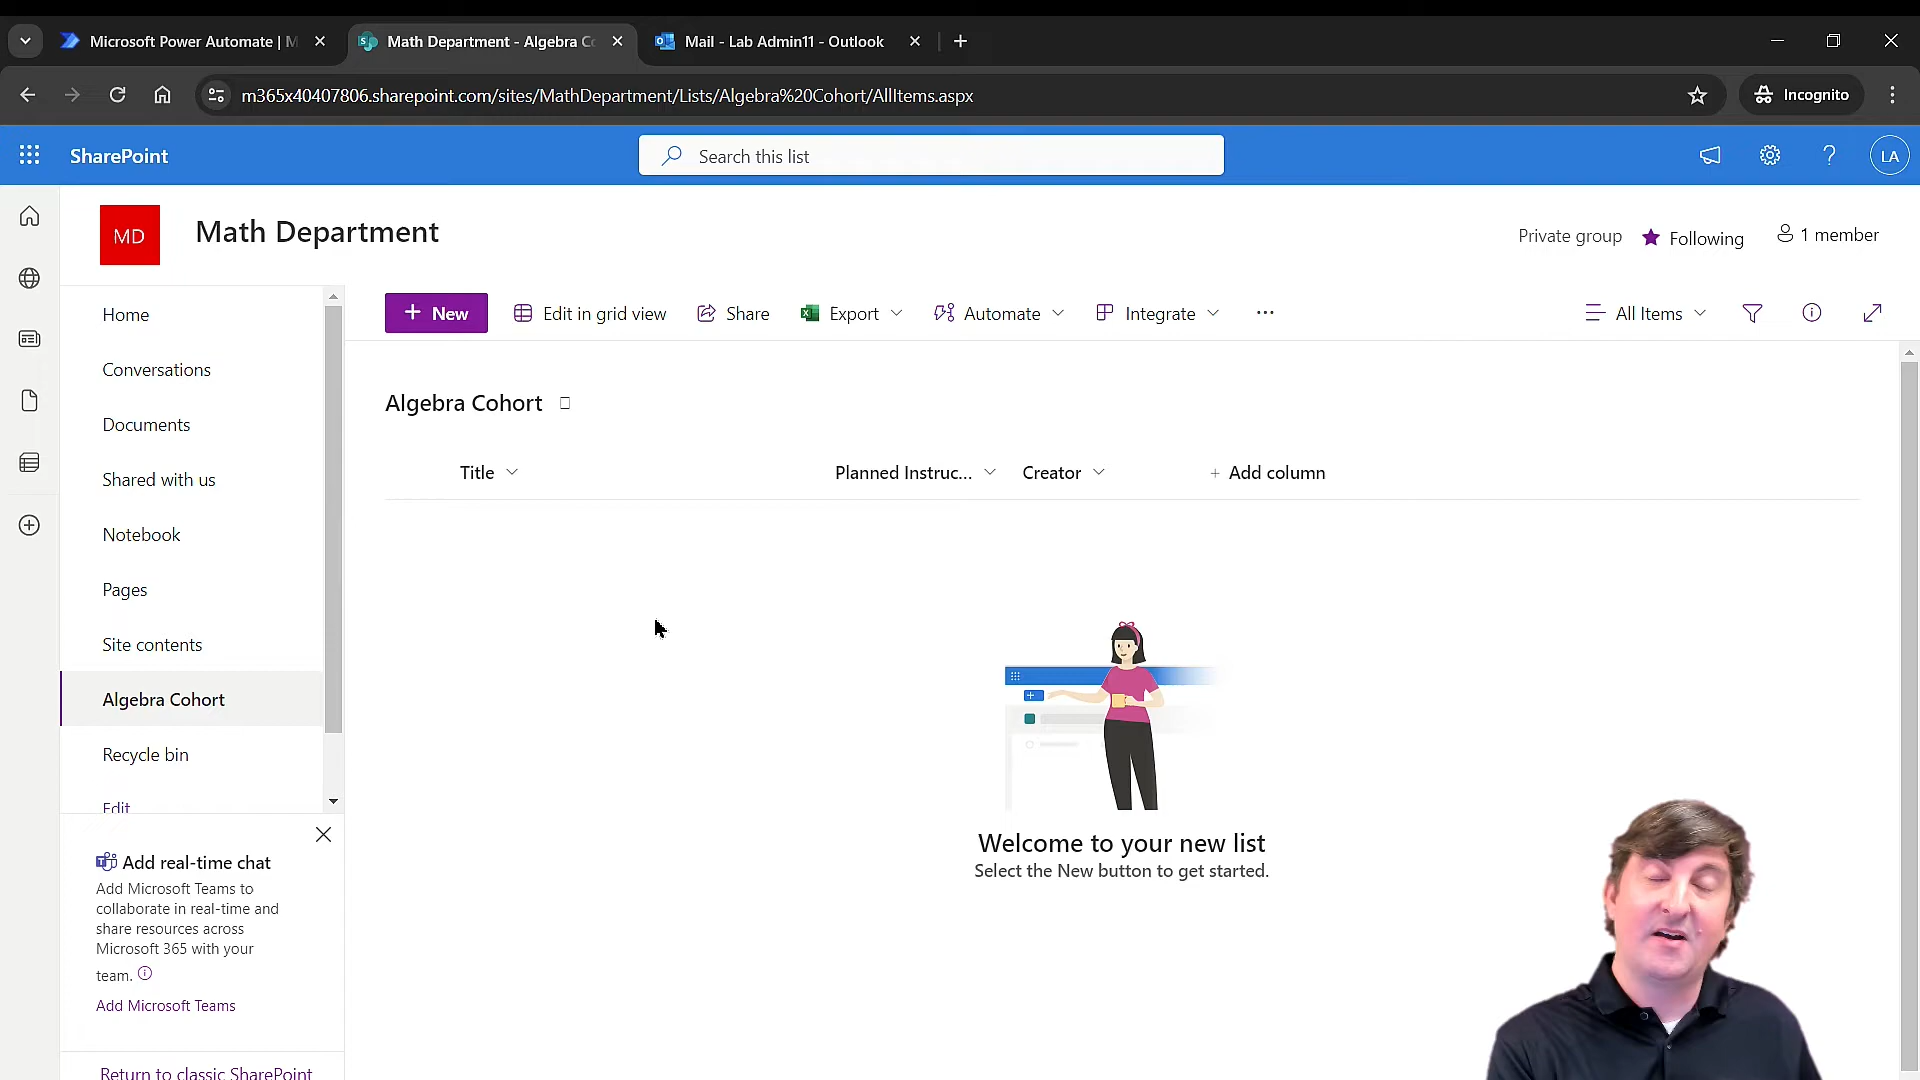 Microsoft Power Automate | M
Math Department - Algebra Co
Mail - Lab Admin11 - Outlook
m365x40407806.sharepoint.com/sites/MathDepartment/Lists/Algebra%20Cohort/AllItems.aspx
Incognito
SharePoint
Search this list
LA
MD
Math Department
Private group
Following
1 member
Home
Conversations
Documents
Shared with us
Notebook
Pages
Site contents
Algebra Cohort
Recycle bin
Edit
New
Edit in grid view
Share
Export
Automate
Integrate
All Items
Algebra Cohort
Title
Planned Instruc...
Creator
+ Add column
Welcome to your new list
Select the New button to get started.
Add real-time chat
Add Microsoft Teams to
collaborate in real-time and
share resources across
Microsoft 365 with your
team.
Add Microsoft Teams
Return to classic SharePoint